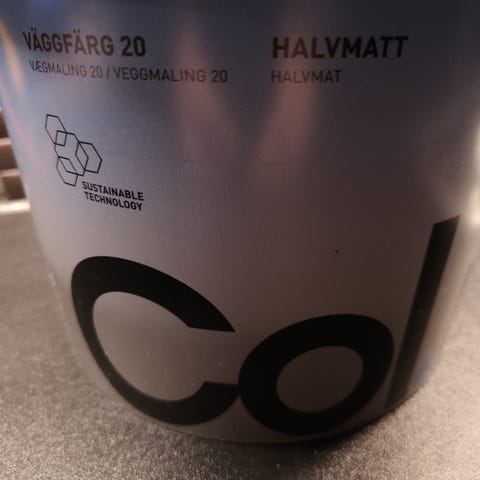 VÄGGFÄRG 20
VÆGMALING 20 / VEGGMALING 20
HALVMATT
HALVMAT
SUSTAINABLE
TECHNOLOGY
Col